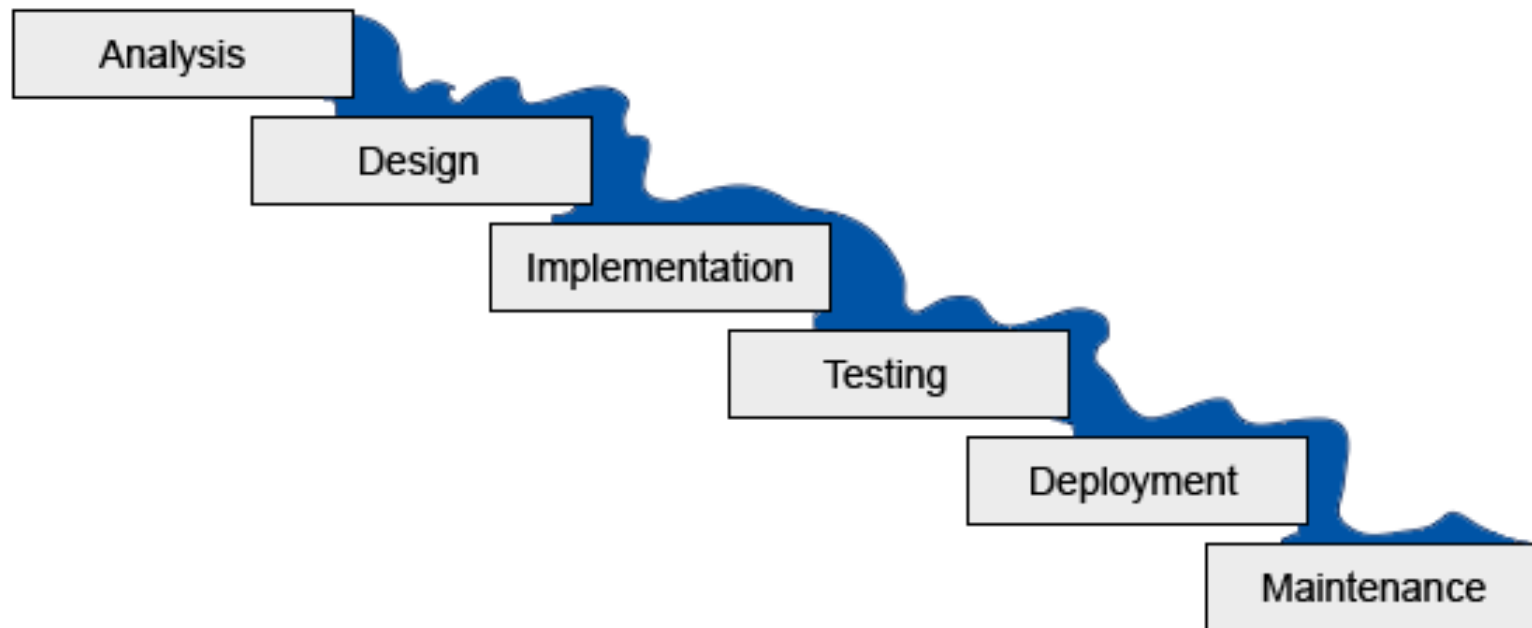 Analysis
Design
Implementation
Testing
Deployment
Maintenance